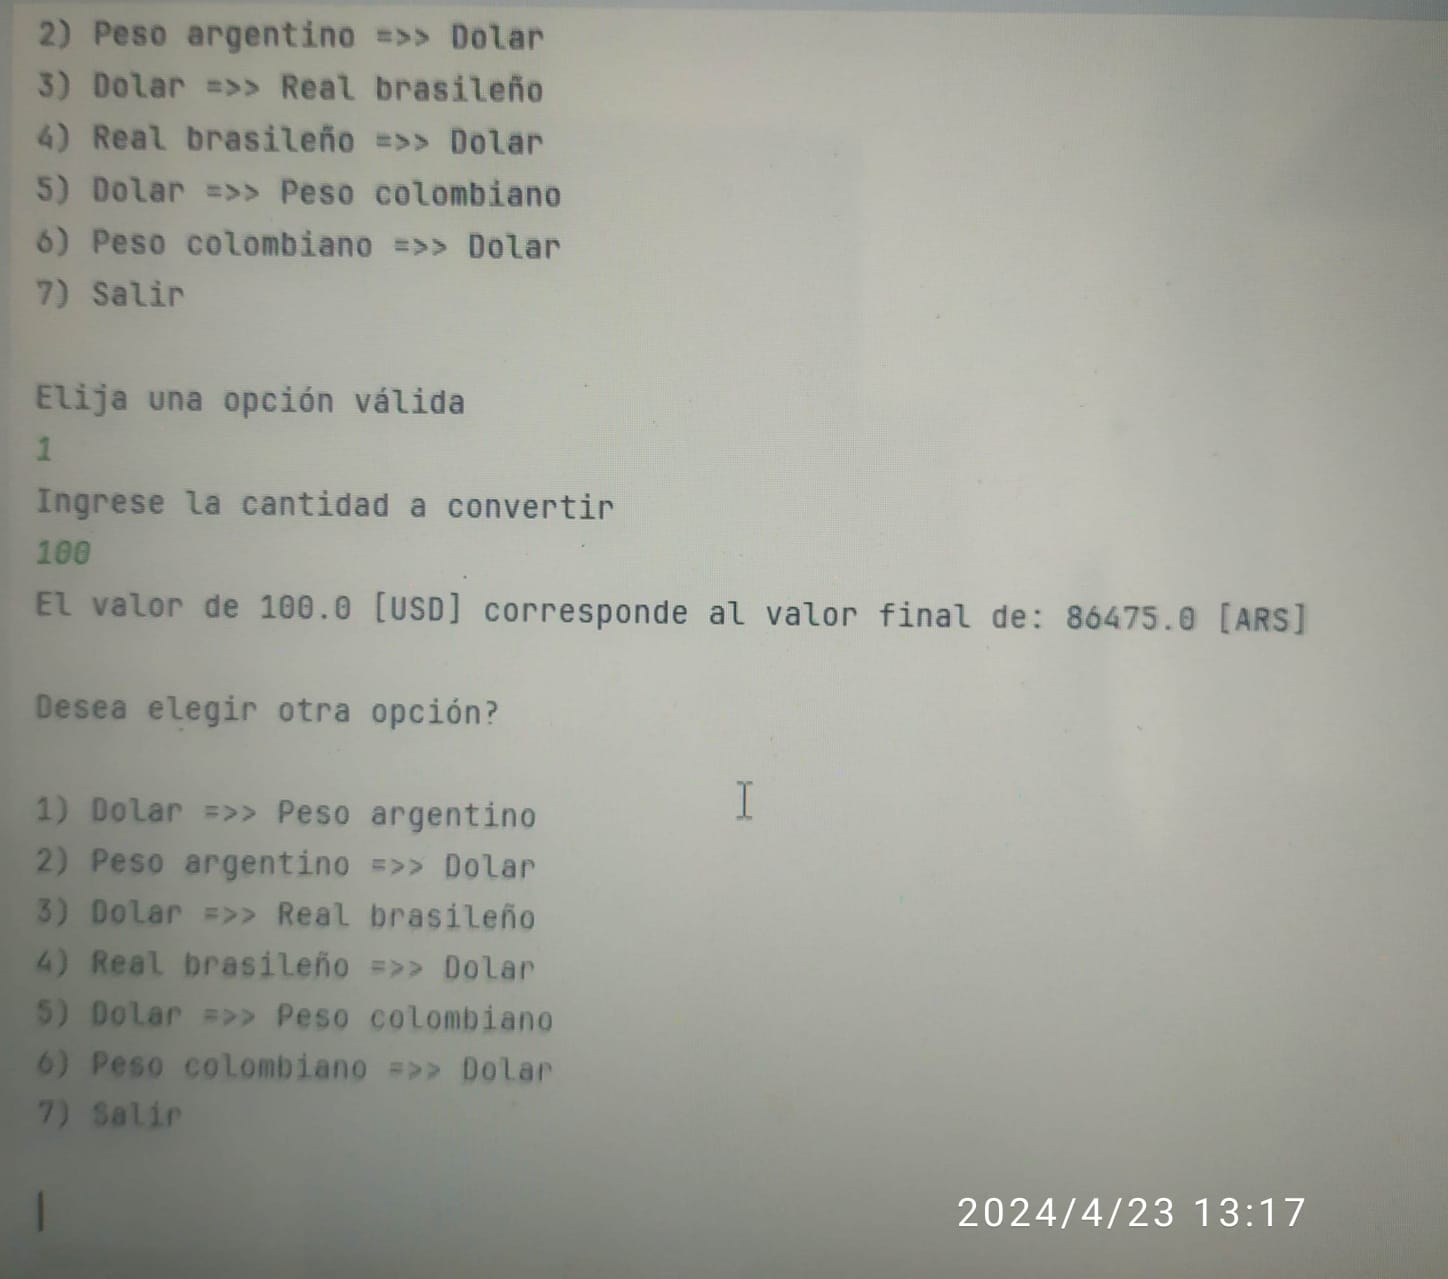 2) Peso argentino =>> Dolar
3) Dolar =>> Real brasileño
4) Real brasileño =>> Dolar
5) Dolar =>> Peso colombiano
6) Peso colombiano =>> Dolar
7) Salir
Elija una opción válida
1
Ingrese la cantidad a convertir
100
El valor de 100.0 [USD] corresponde al valor final de: 86475.0 [ARS]
Desea elegir otra opción?
1) Dolar =>> Peso argentino
2) Peso argentino =>> Dolar
3) Dolar =>> Real brasileño
4) Real brasileño =>> Dolar
5) Dolar =>> Peso colombiano
6) Peso colombiano =>> Dolar
7) Salir
2024/4/23 13:17